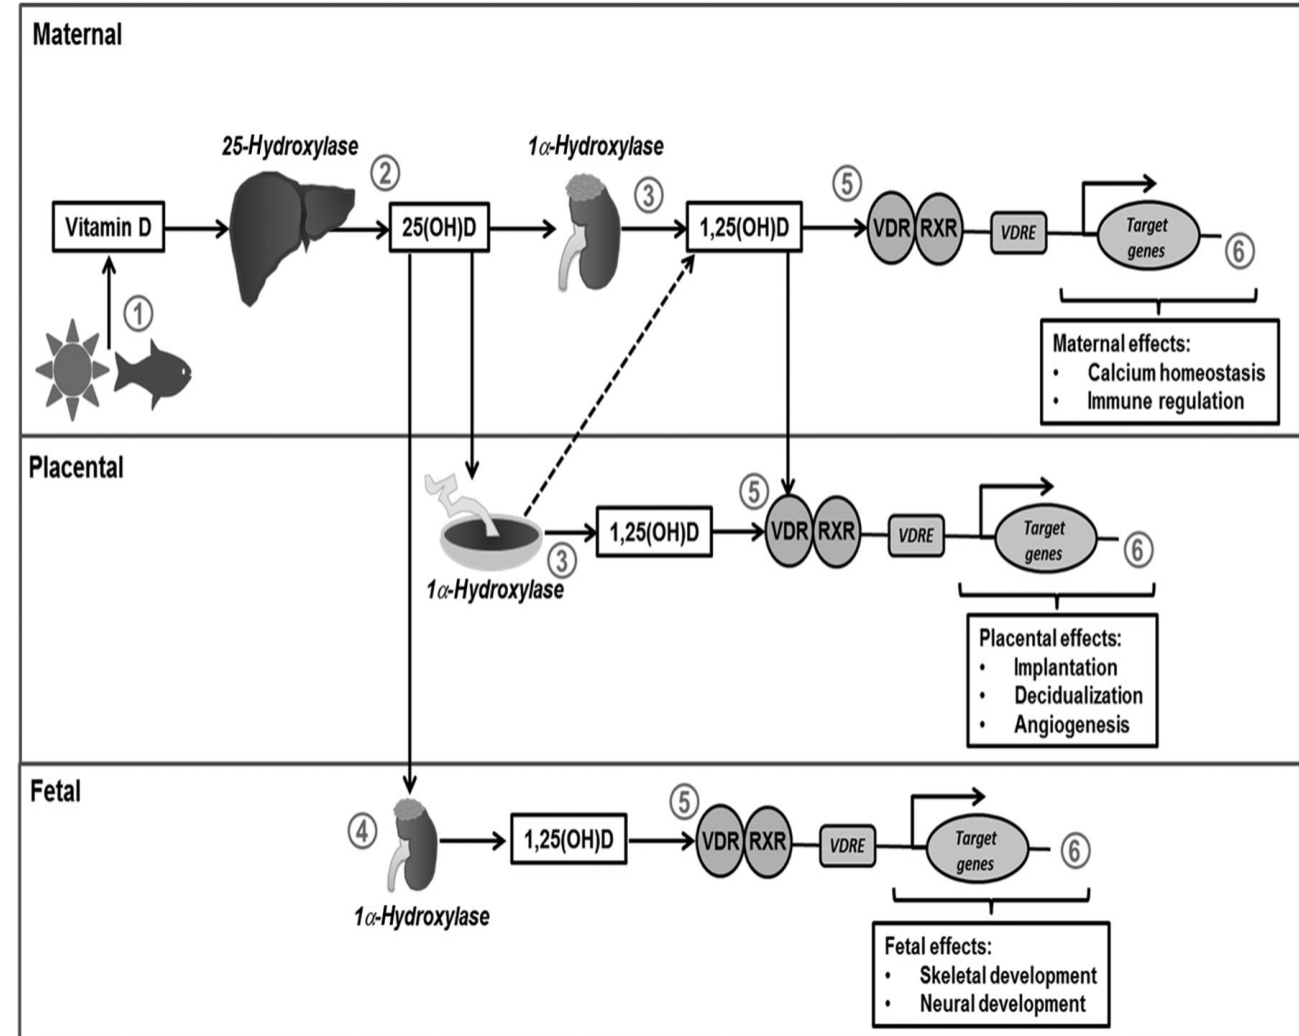 Maternal
25-Hydroxylase
②
1α-Hydroxylase
③
⑤
Vitamin D
25(OH)D
1,25(OH)D
VDR
RXR
VDRE
Target
genes
⑥
①
Maternal effects:
• Calcium homeostasis
• Immune regulation
Placental
⑤
1,25(OH)D
VDR
RXR
VDRE
Target
genes
⑥
③
1α-Hydroxylase
Placental effects:
• Implantation
• Decidualization
• Angiogenesis
Fetal
④
⑤
1,25(OH)D
VDR
RXR
VDRE
Target
genes
⑥
1α-Hydroxylase
Fetal effects:
• Skeletal development
• Neural development